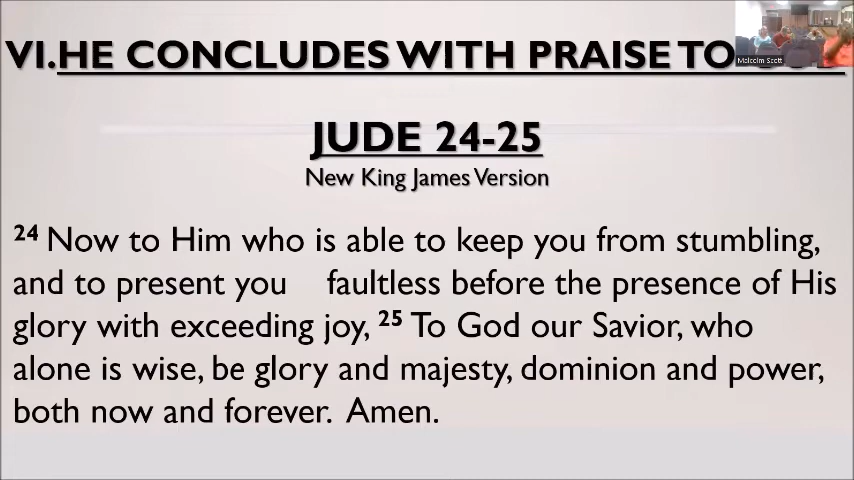 VI.HE CONCLUDES WITH PRAISE TO
Malcolm Scott
JUDE 24-25
New King James Version
24 Now to Him who is able to keep you from stumbling,
and to present you faultless before the presence of His
glory with exceeding joy, 25 To God our Savior, who
alone is wise, be glory and majesty, dominion and power,
both now and forever. Amen.